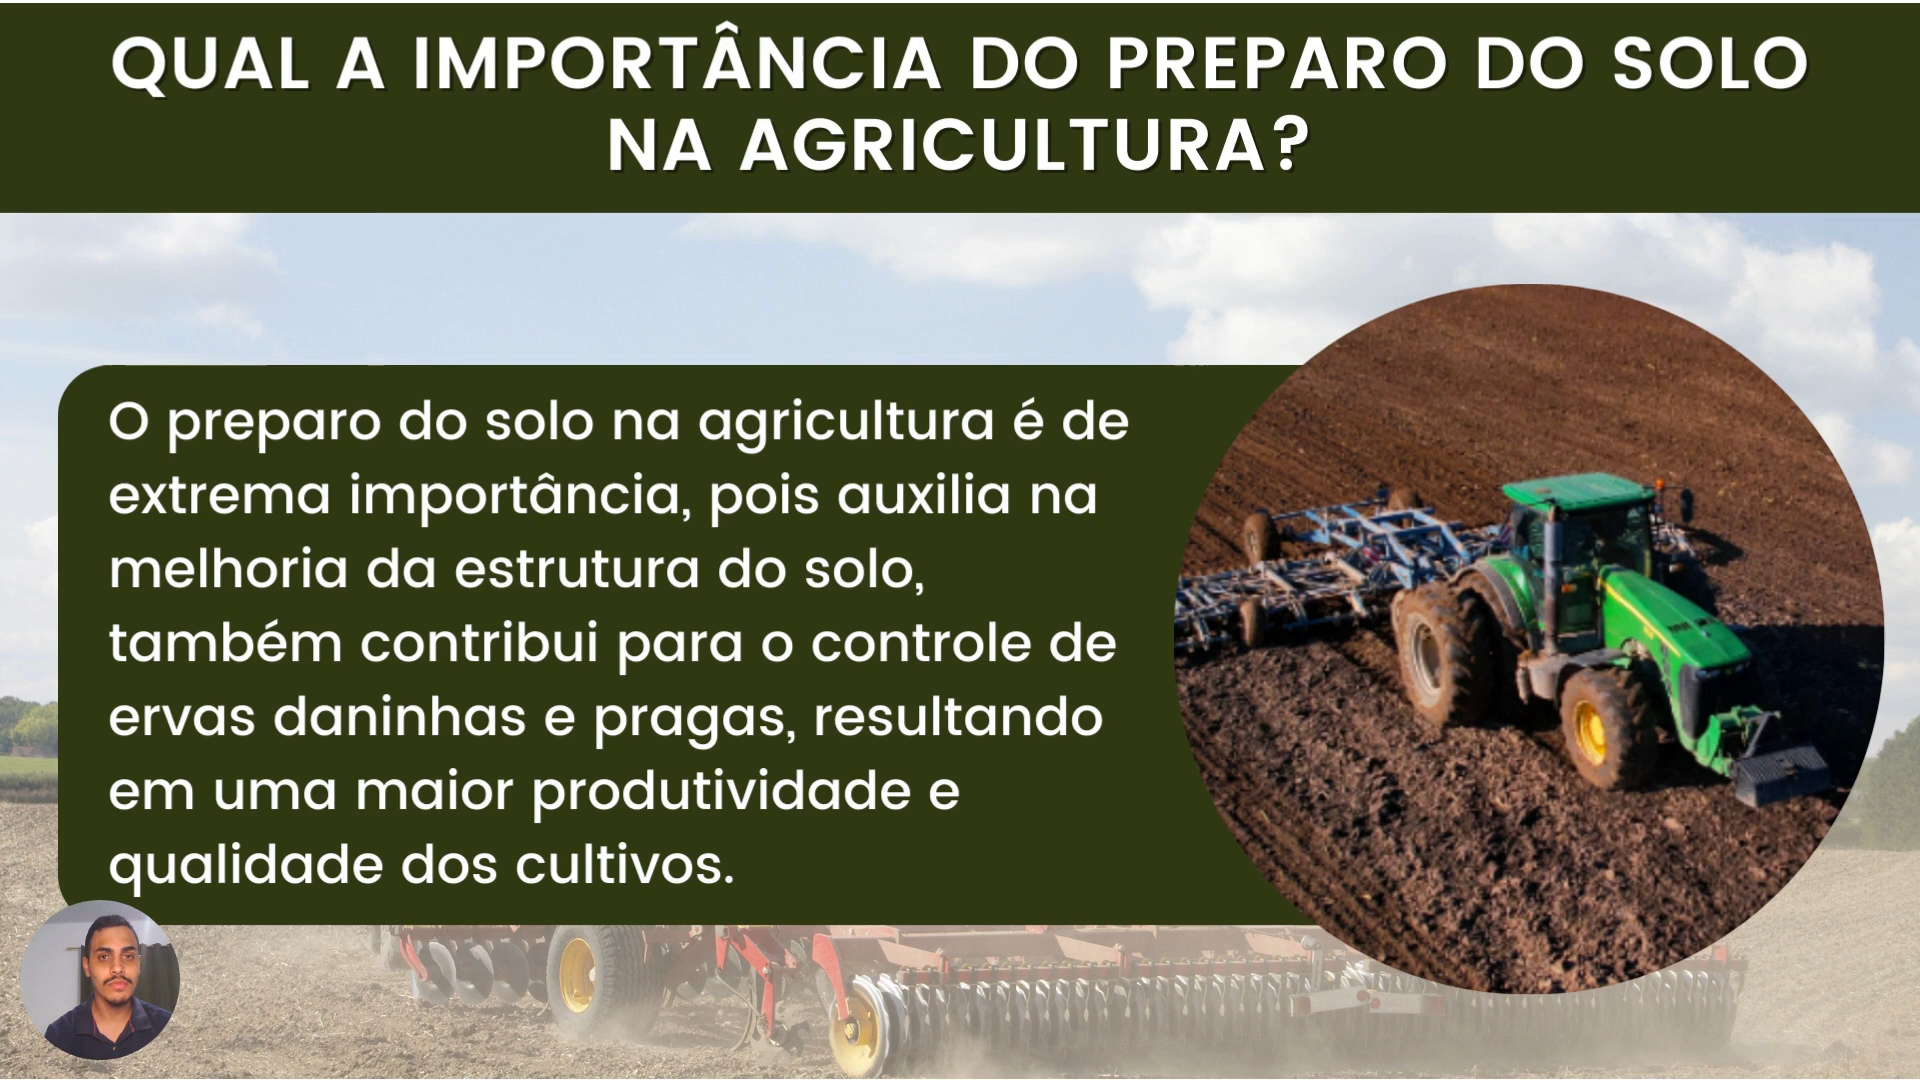 QUAL A IMPORTÂNCIA DO PREPARO DO SOLO
NA AGRICULTURA?
O preparo do solo na agricultura é de
extrema importância, pois auxilia na
melhoria da estrutura do solo,
também contribui para o controle de
ervas daninhas e pragas, resultando
em uma maior produtividade e
qualidade dos cultivos.